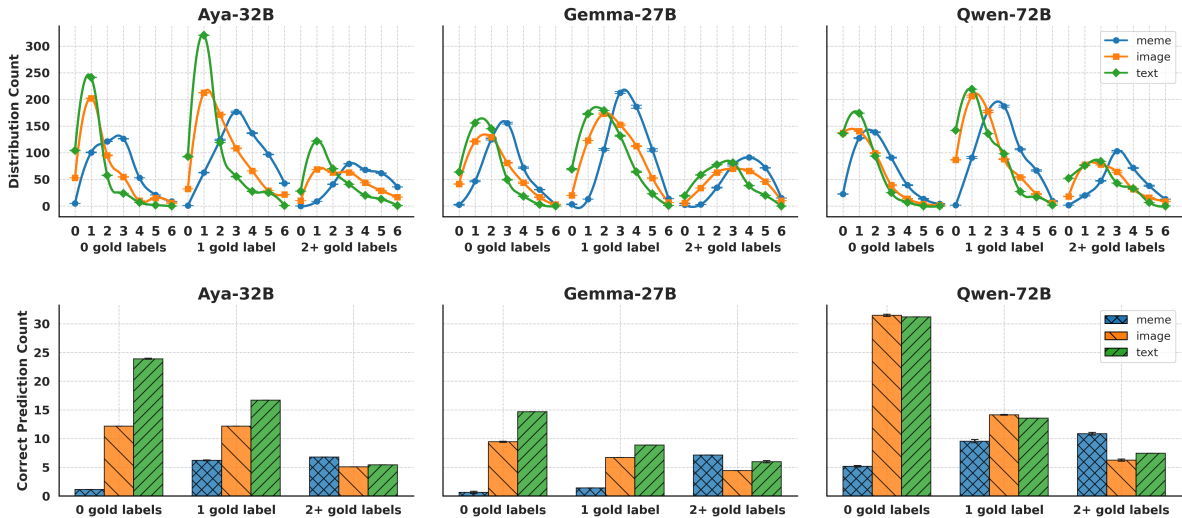 Aya-32B
Gemma-27B
Qwen-72B
Distribution Count
300
250
200
150
100
50
0
meme
image
text
0 1 2 3 4 5 6 0 1 2 3 4 5 6 0 1 2 3 4 5 6
0 gold labels 1 gold label 2+ gold labels
0 1 2 3 4 5 6 0 1 2 3 4 5 6 0 1 2 3 4 5 6
0 gold labels 1 gold label 2+ gold labels
0 1 2 3 4 5 6 0 1 2 3 4 5 6 0 1 2 3 4 5 6
0 gold labels 1 gold label 2+ gold labels
Aya-32B
Gemma-27B
Qwen-72B
Correct Prediction Count
30
25
20
15
10
5
0
meme
image
text
0 gold labels 1 gold label 2+ gold labels
0 gold labels 1 gold label 2+ gold labels
0 gold labels 1 gold label 2+ gold labels